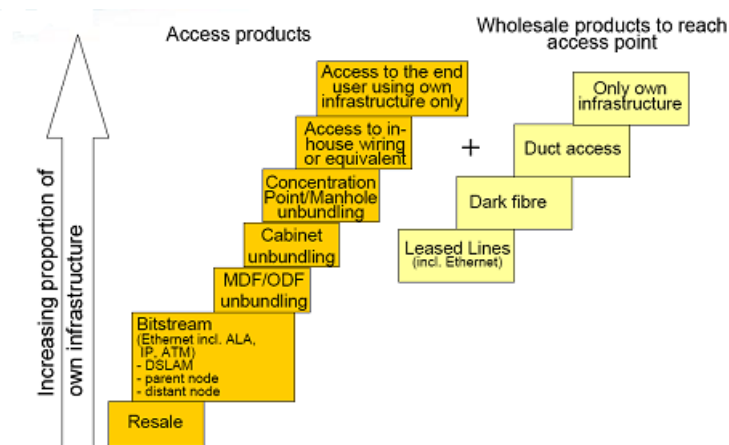 Access products
Wholesale products to reach
access point
Access to the end
user using own
infrastructure only
Access to in-
house wiring
or equivalent
Concentration
Point/Manhole
unbundling
Cabinet
unbundling
MDF/ODF
unbundling
Bitstream
(Ethernet incl. ALA,
IP, ATM)
- DSLAM
- parent node
- distant node
Resale
+
Only own
infrastructure
Duct access
Dark fibre
Leased Lines
(incl. Ethernet)
Increasing proportion of
own infrastructure